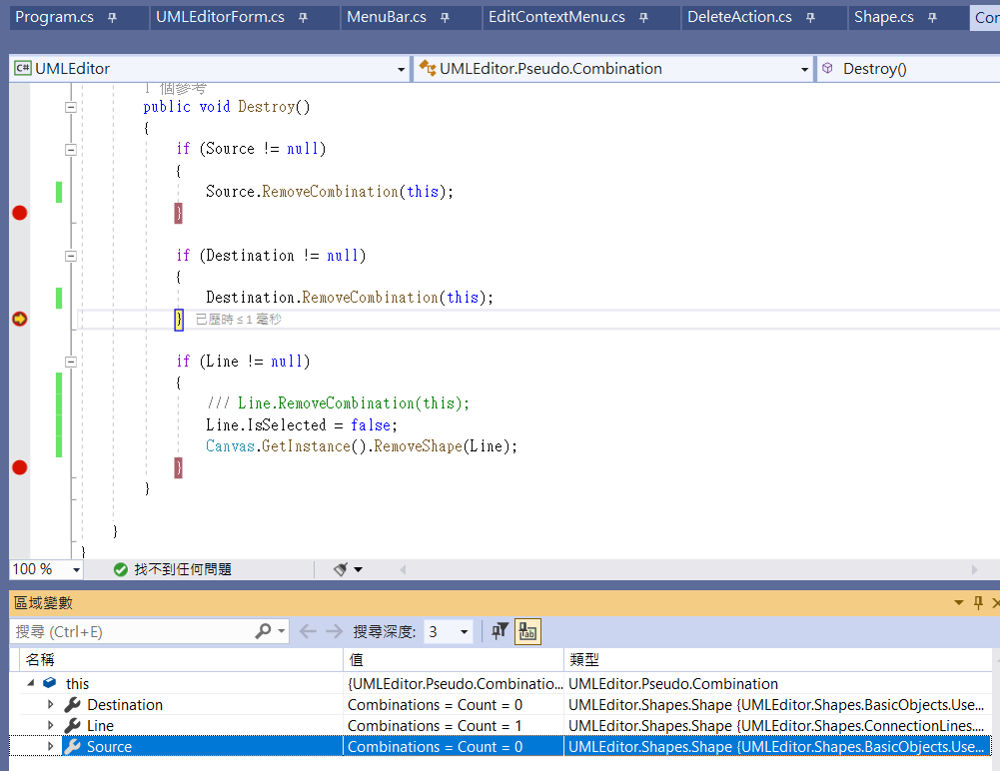 Program.cs UMLEditorForm.cs MenuBar.cs EditContextMenu.cs DeleteAction.cs Shape.cs Con
C# UMLEditor UMLEditor.Pseudo.Combination Destroy()
1 個參考
public void Destroy()
{
if (Source != null)
{
Source.RemoveCombination(this);
}
if (Destination != null)
{
Destination.RemoveCombination(this);
} 已歷時 ≤ 1 毫秒
if (Line != null)
{
/// Line.RemoveCombination(this);
Line.IsSelected = false;
Canvas.GetInstance().RemoveShape(Line);
}
}
}
}
100 % 找不到任何問題
區域變數
搜尋 (Ctrl+E) 搜尋深度: 3
名稱 值 類型
this {UMLEditor.Pseudo.Combinatio... UMLEditor.Pseudo.Combination
Destination Combinations = Count = 0 UMLEditor.Shapes.Shape {UMLEditor.Shapes.BasicObjects.Use...
Line Combinations = Count = 1 UMLEditor.Shapes.Shape {UMLEditor.Shapes.ConnectionLines....
Source Combinations = Count = 0 UMLEditor.Shapes.Shape {UMLEditor.Shapes.BasicObjects.Use...